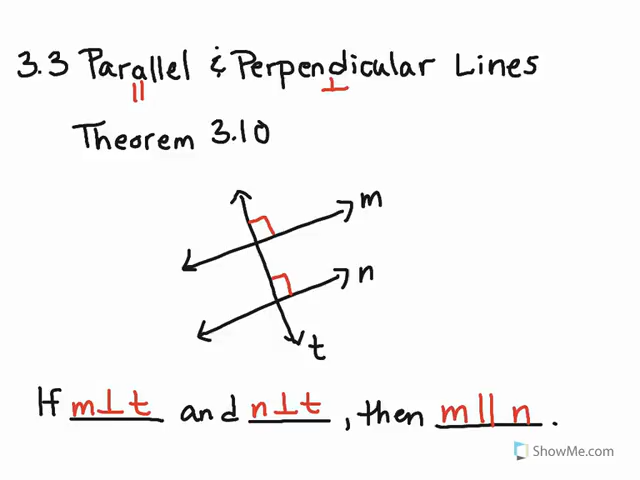 3.3 Parallel & Perpendicular Lines
|| ⊥
Theorem 3.10
m
n
t
If m⊥t and n⊥t, then m||n.
ShowMe.com